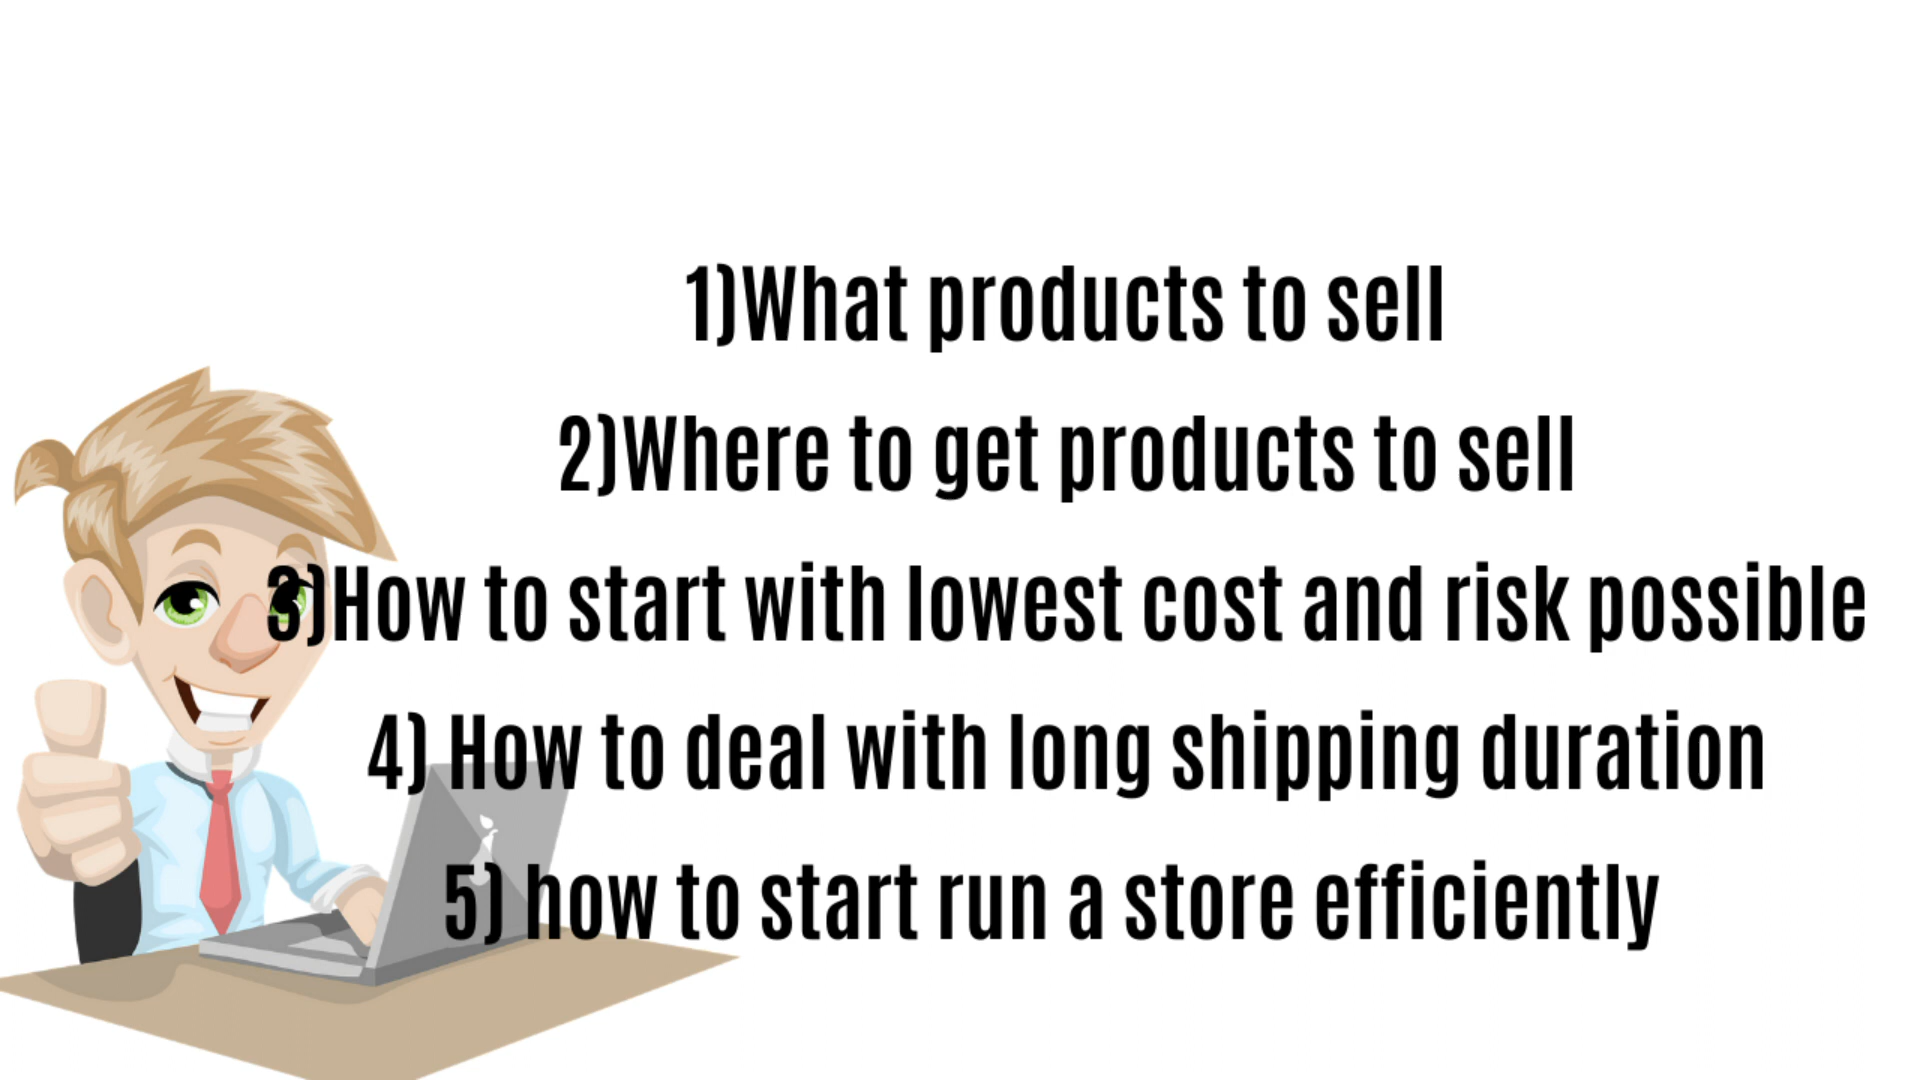 1)What products to sell
2)Where to get products to sell
3)How to start with lowest cost and risk possible
4) How to deal with long shipping duration
5) how to start run a store efficiently